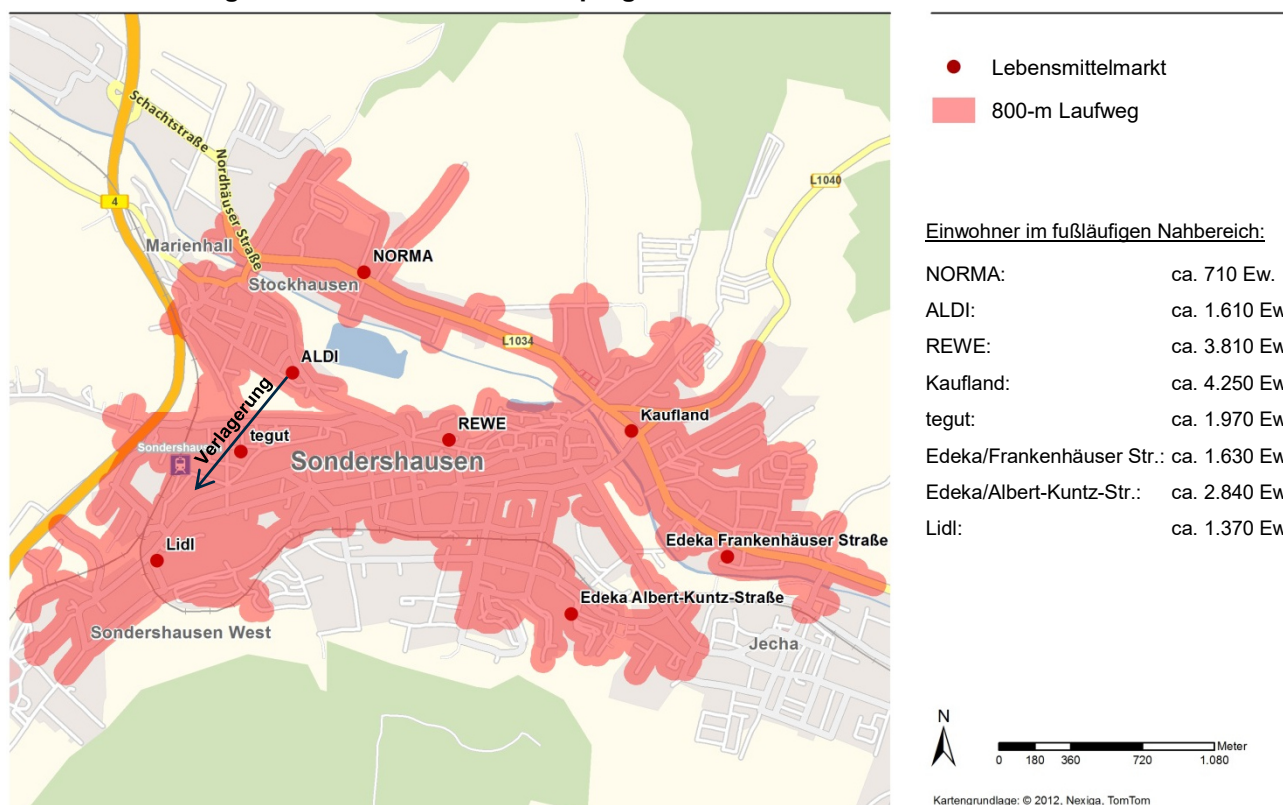 Lebensmittelmarkt
800-m Laufweg
Schachtstraße
Nordhäuser Straße
4
L1040
Marienhall
NORMA
Stockhausen
L1034
ALDI
Verlagerung
REWE
Kaufland
tegut
Sondershau
Sondershausen
Lidl
Edeka Frankenhäuser Straße
Edeka Albert-Kuntz-Straße
Sondershausen West
Jecha
Einwohner im fußläufigen Nahbereich:
NORMA: ca. 710 Ew.
ALDI: ca. 1.610 Ew
REWE: ca. 3.810 Ew
Kaufland: ca. 4.250 Ew
tegut: ca. 1.970 Ew
Edeka/Frankenhäuser Str.: ca. 1.630 Ew
Edeka/Albert-Kuntz-Str.: ca. 2.840 Ew
Lidl: ca. 1.370 Ew
N
Meter
0 180 360 720 1.080
Kartengrundlage: © 2012, Nexiga, TomTom